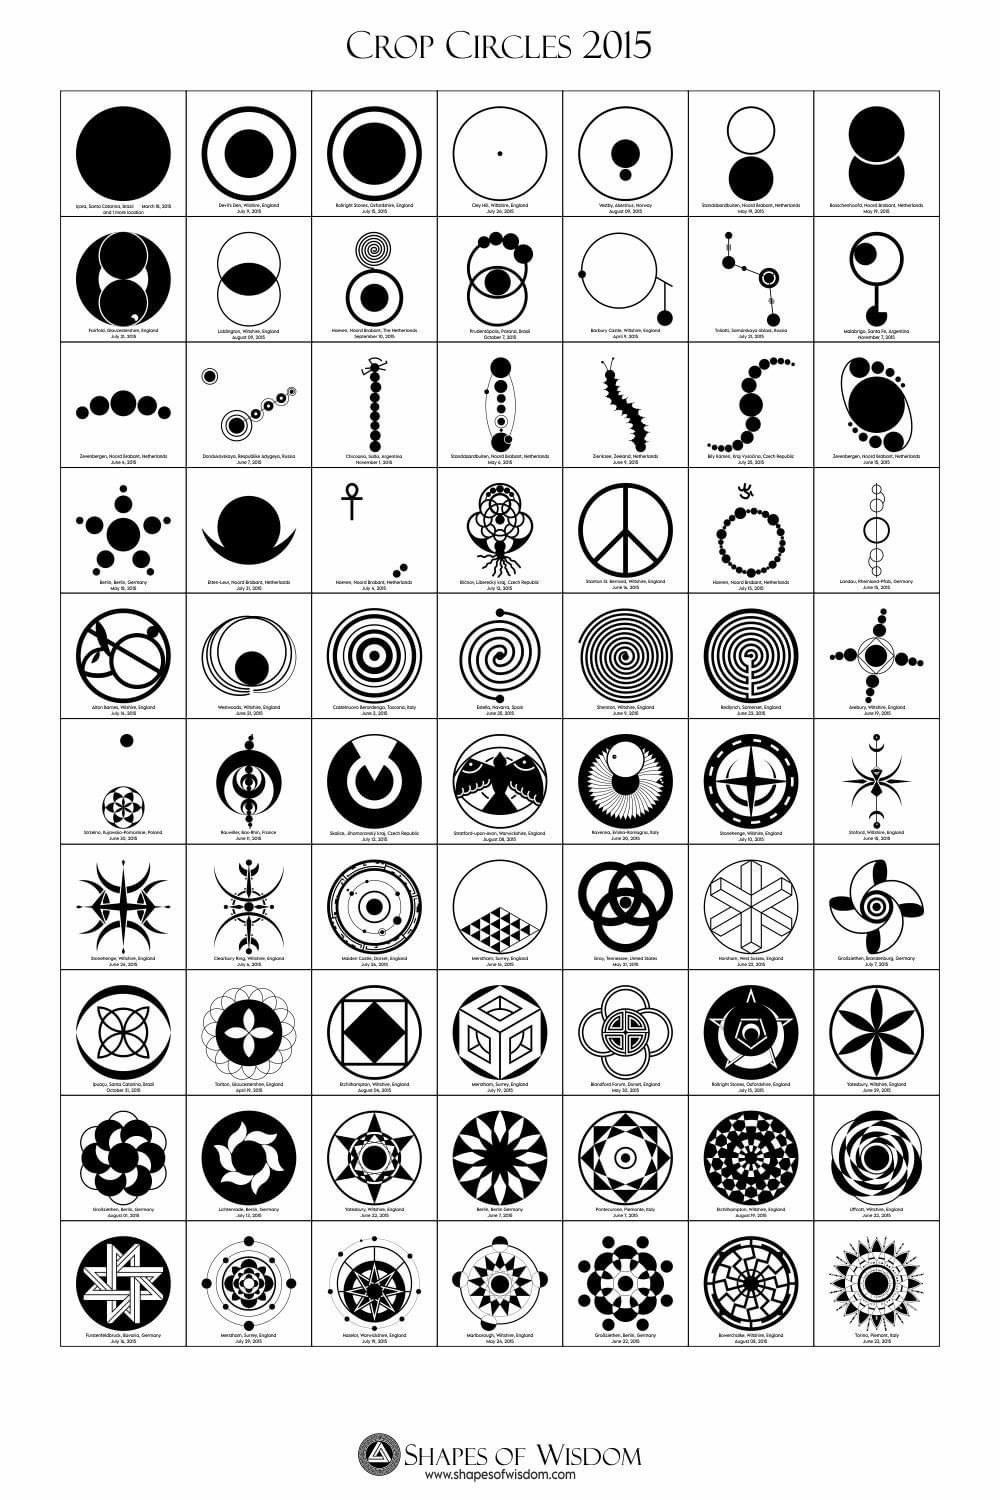 CROP CIRCLES 2015
Içara, Santa Catarina, Brazil March 18, 2015
and 1 more location
Devil's Den, Wiltshire, England
July 9, 2015
Rollright Stones, Oxfordshire, England
July 15, 2015
Cley Hill, Wiltshire, England
July 26, 2015
Vestby, Akershus, Norway
August 09, 2015
Standdaardbuiten, Noord Brabant, Netherlands
May 19, 2015
Bosschenhoofd, Noord Brabant, Netherlands
May 19, 2015
Fairfold, Gloucestershire, England
July 21, 2015
Liddington, Wiltshire, England
August 09, 2015
Hoeven, Noord Brabant, The Netherlands
September 10, 2015
Prudentópolis, Paraná, Brazil
October 7, 2015
Barbury Castle, Wiltshire, England
April 9, 2015
Toliatti, Samárskaya oblast, Russia
July 21, 2015
Malabrigo, Santa Fe, Argentina
November 7, 2015
Zevenbergen, Noord Brabant, Netherlands
June 6, 2015
Dondukovskaya, Respublike Adygeya, Russia
June 7, 2015
Chicoana, Salta, Argentina
November 1, 2015
Standdaardbuiten, Noord Brabant, Netherlands
May 6, 2015
Zierikzee, Zeeland, Netherlands
June 9, 2015
Bílý Kámen, Kraj Vysočina, Czech Republic
July 25, 2015
Zevenbergen, Noord Brabant, Netherlands
June 15, 2015
Berlin, Berlin, Germany
May 18, 2015
Etten-Leur, Noord Brabant, Netherlands
July 31, 2015
Hoeven, Noord Brabant, Netherlands
July 4, 2015
Klíčnov, Liberecký kraj, Czech Republic
July 12, 2015
Stanton St. Bernard, Wiltshire, England
June 16, 2015
Hoeven, Noord Brabant, Netherlands
July 15, 2015
Landau, Rheinland-Pfalz, Germany
June 15, 2015
Alton Barnes, Wilshire, England
July 16, 2015
Westwoods, Wiltshire, England
June 21, 2015
Castelnuovo Berardenga, Toscana, Italy
June 2, 2015
Estella, Navarra, Spain
June 25, 2015
Sherston, Wiltshire, England
June 9, 2015
Redlynch, Somerset, England
June 23, 2015
Avebury, Wiltshire, England
June 19, 2015
Strzelno, Kujawsko-Pomorskie, Poland
June 30, 2015
Rauwiller, Bas-Rhin, France
June 11, 2015
Skalice, Jihomoravský kraj, Czech Republic
July 12, 2015
Stratford-upon-avon, Warwickshire, England
August 08, 2015
Ravenna, Emilia-Romagna, Italy
June 20, 2015
Stonehenge, Wiltshire, England
July 10, 2015
Stoford, Wiltshire, England
June 15, 2015
Stonehenge, Wiltshire, England
June 26, 2015
Clearbury Ring, Wiltshire, England
July 6, 2015
Maiden Castle, Dorset, England
July 26, 2015
Merstham, Surrey, England
June 14, 2015
Gray, Tennessee, United States
May 21, 2015
Horsham, West Sussex, England
June 23, 2015
Großziethen, Brandenburg, Germany
July 7, 2015
Ipuaçu, Santa Catarina, Brazil
October 31, 2015
Tarlton, Gloucestershire, England
April 19, 2015
Etchilhampton, Wiltshire, England
August 04, 2015
Merstham, Surrey, England
July 19, 2015
Blandford Forum, Dorset, England
May 30, 2015
Rollright Stones, Oxfordshire, England
July 15, 2015
Yatesbury, Wiltshire, England
June 29, 2015
Großziethen, Berlin, Germany
August 01, 2015
Lichtenrade, Berlin, Germany
July 13, 2015
Yatesbury, Wiltshire, England
June 22, 2015
Berlin, Berlin Germany
June 7, 2015
Pontecurone, Piemonte, Italy
June 7, 2015
Etchilhampton, Wiltshire, England
August 19, 2015
Uffcott, Wiltshire, England
June 22, 2015
Fürstenfeldbruck, Bavaria, Germany
July 16, 2015
Merstham, Surrey, England
July 29, 2015
Haselor, Warwickshire, England
July 19, 2015
Marlborough, Wiltshire, England
May 24, 2015
Großziethen, Berlin, Germany
June 22, 2015
Bowerchalke, Wiltshire, England
August 08, 2015
Torino, Piemont, Italy
June 23, 2015
SHAPES OF WISDOM
www.shapesofwisdom.com